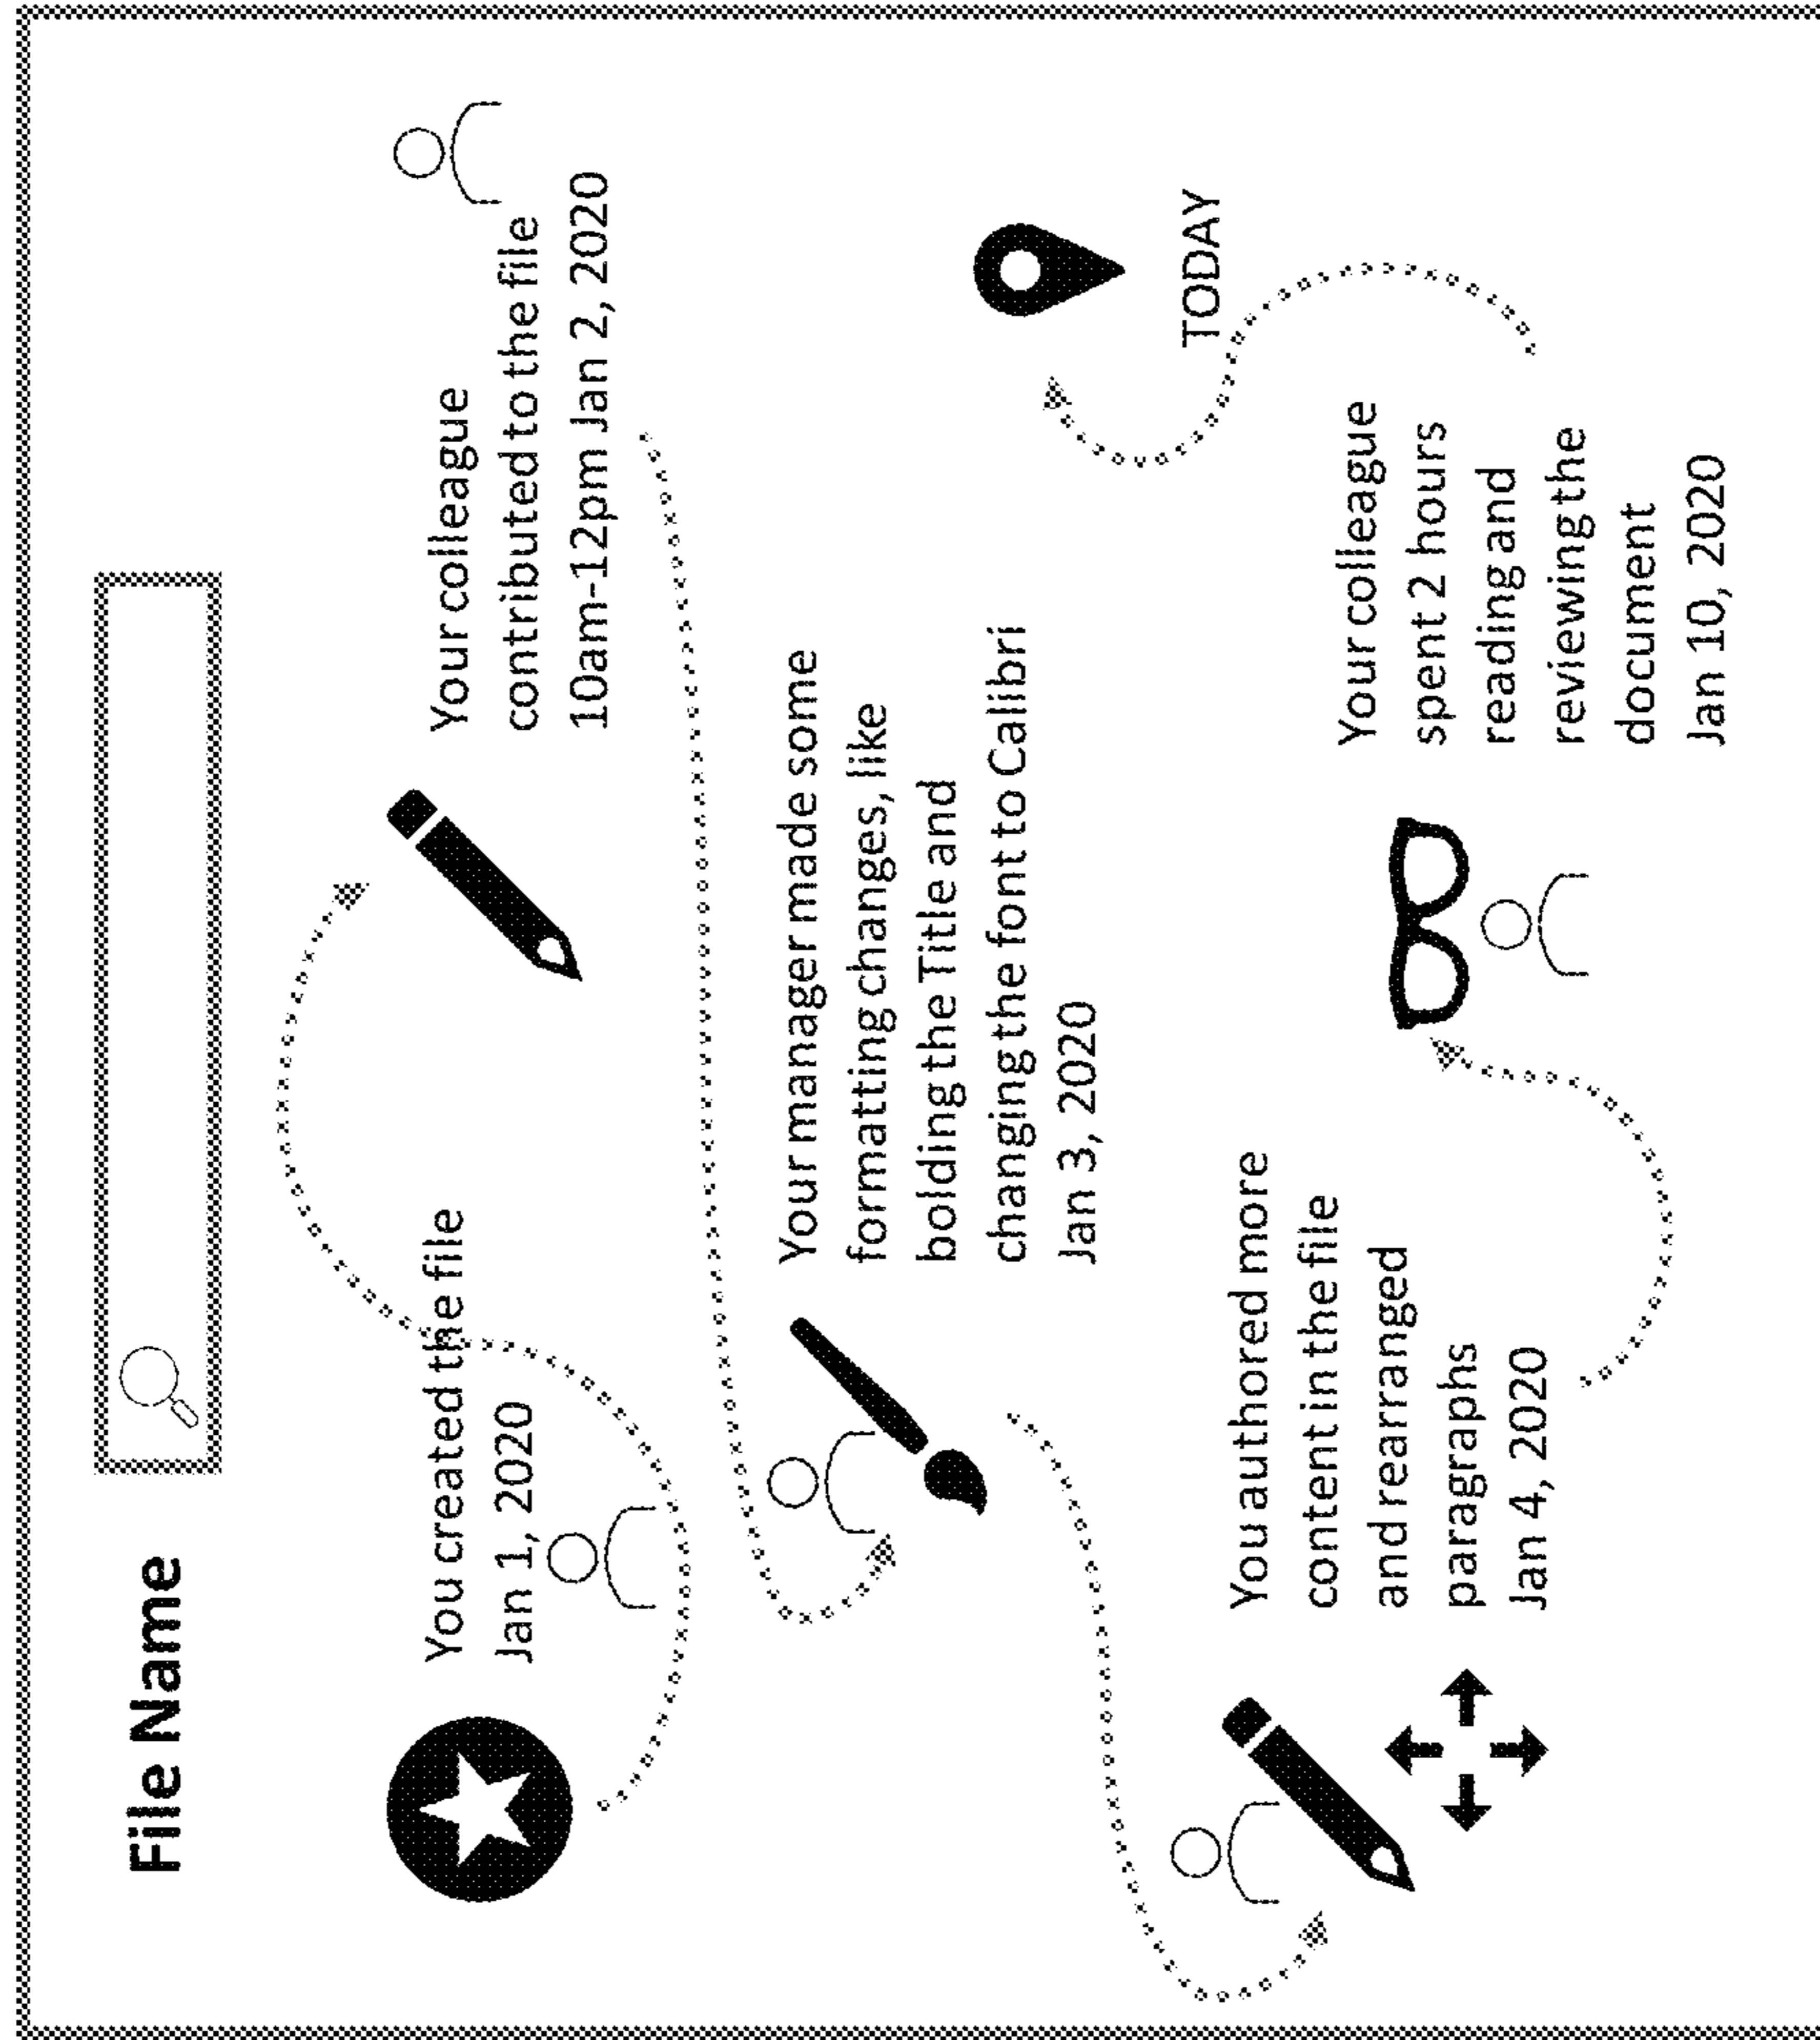 File Name
You created the file
Jan 1, 2020
Your colleague
contributed to the file
10am-12pm Jan 2, 2020
Your manager made some
formatting changes, like
bolding the Title and
changing the font to Calibri
Jan 3, 2020
You authored more
content in the file
and rearranged
paragraphs
Jan 4, 2020
Your colleague
spent 2 hours
reading and
reviewing the
document
Jan 10, 2020
TODAY